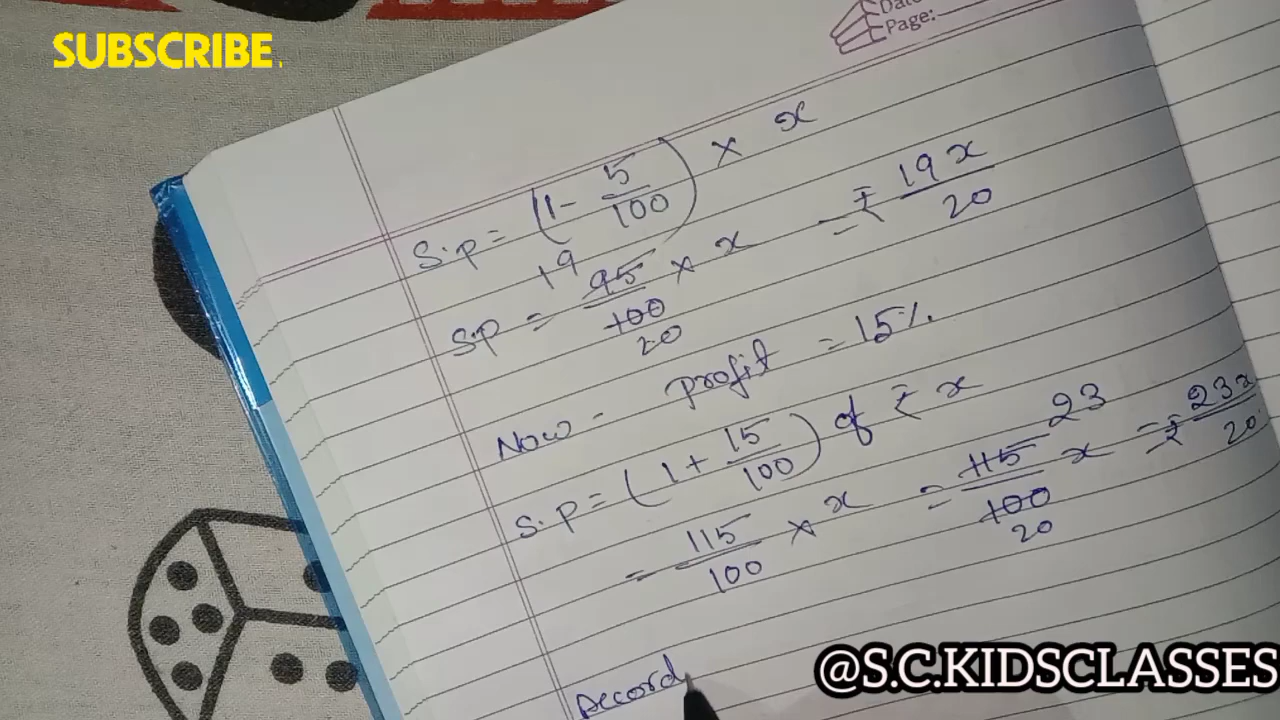 SUBSCRIBE.
Page:
S.p = (1 - 5/100) × x
S.p = 95/100 × x = ₹ 19x/20
19
20
Now - profit = 15%.
S.p = (1 + 15/100) of ₹ x
= 115/100 × x = 115/100 x = ₹ 23x/20
23
20
Accord
@S.C.KIDSCLASSES